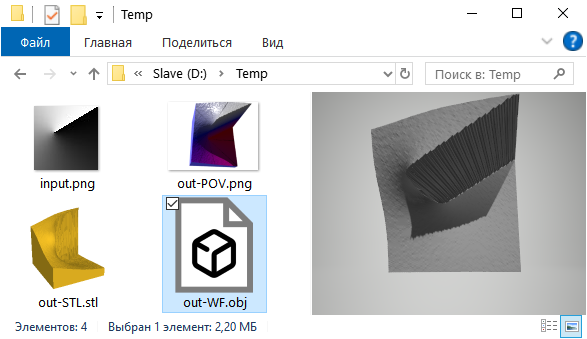 Temp
Файл
Главная
Поделиться
Вид
Slave (D:)
Temp
Поиск в: Temp
input.png
out-POV.png
out-STL.stl
out-WF.obj
Элементов: 4
Выбран 1 элемент: 2,20 МБ